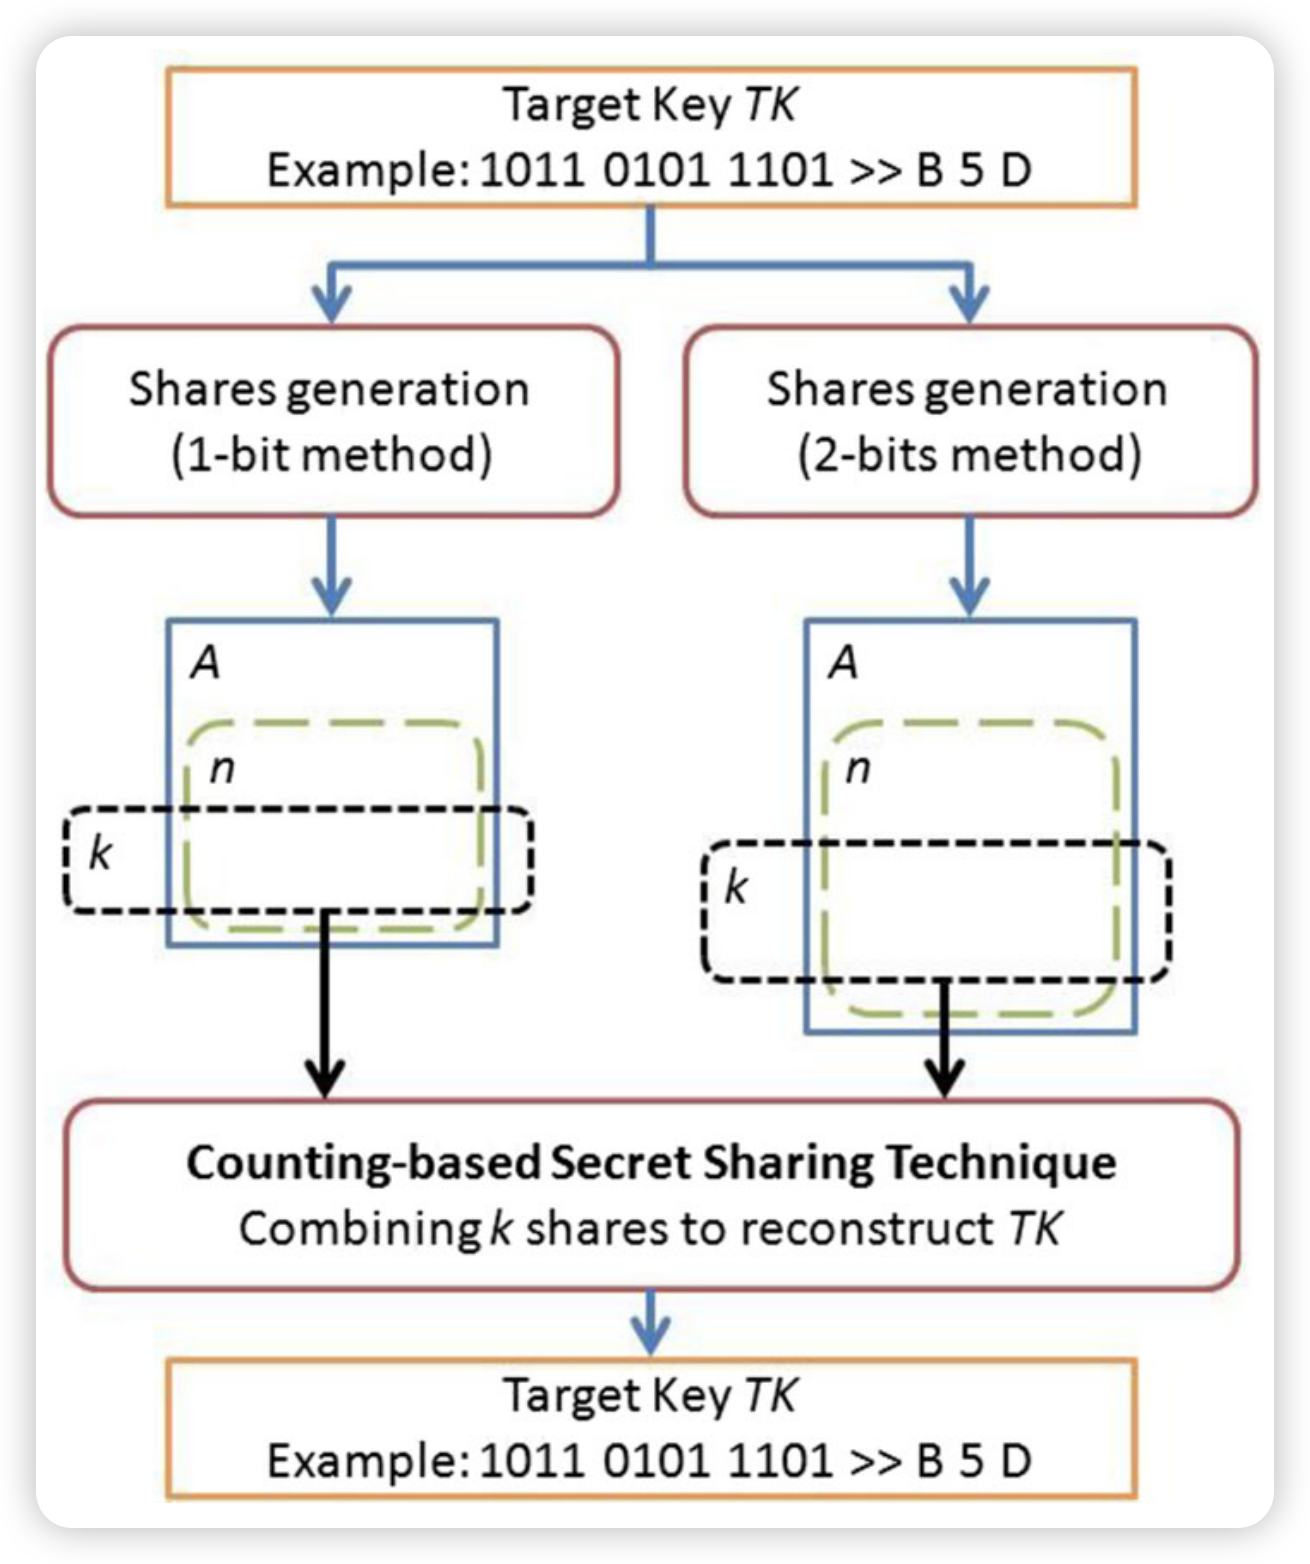 Target Key TK
Example: 1011 0101 1101 >> B 5 D
Shares generation
(1-bit method)
Shares generation
(2-bits method)
A
n
k
A
n
k
Counting-based Secret Sharing Technique
Combining k shares to reconstruct TK
Target Key TK
Example: 1011 0101 1101 >> B 5 D